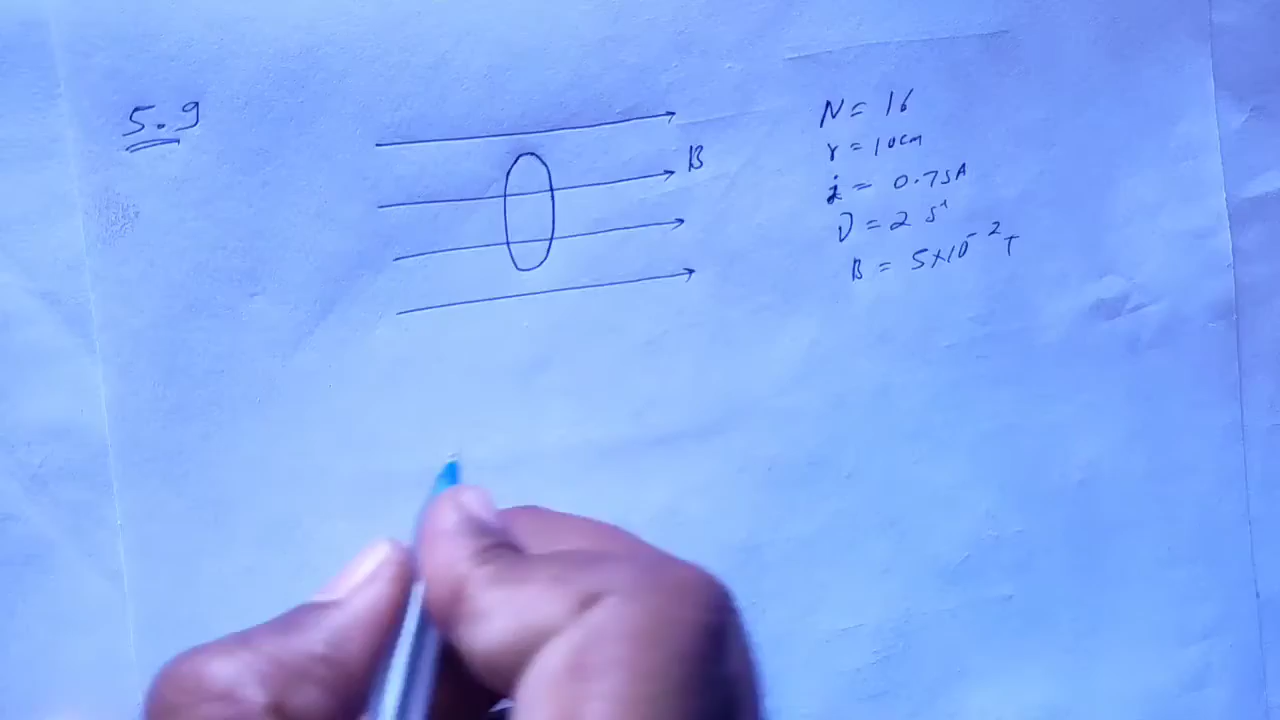 5.9
B
N = 16
r = 10cm
i = 0.75A
ν = 2 s⁻¹
B = 5×10⁻² T